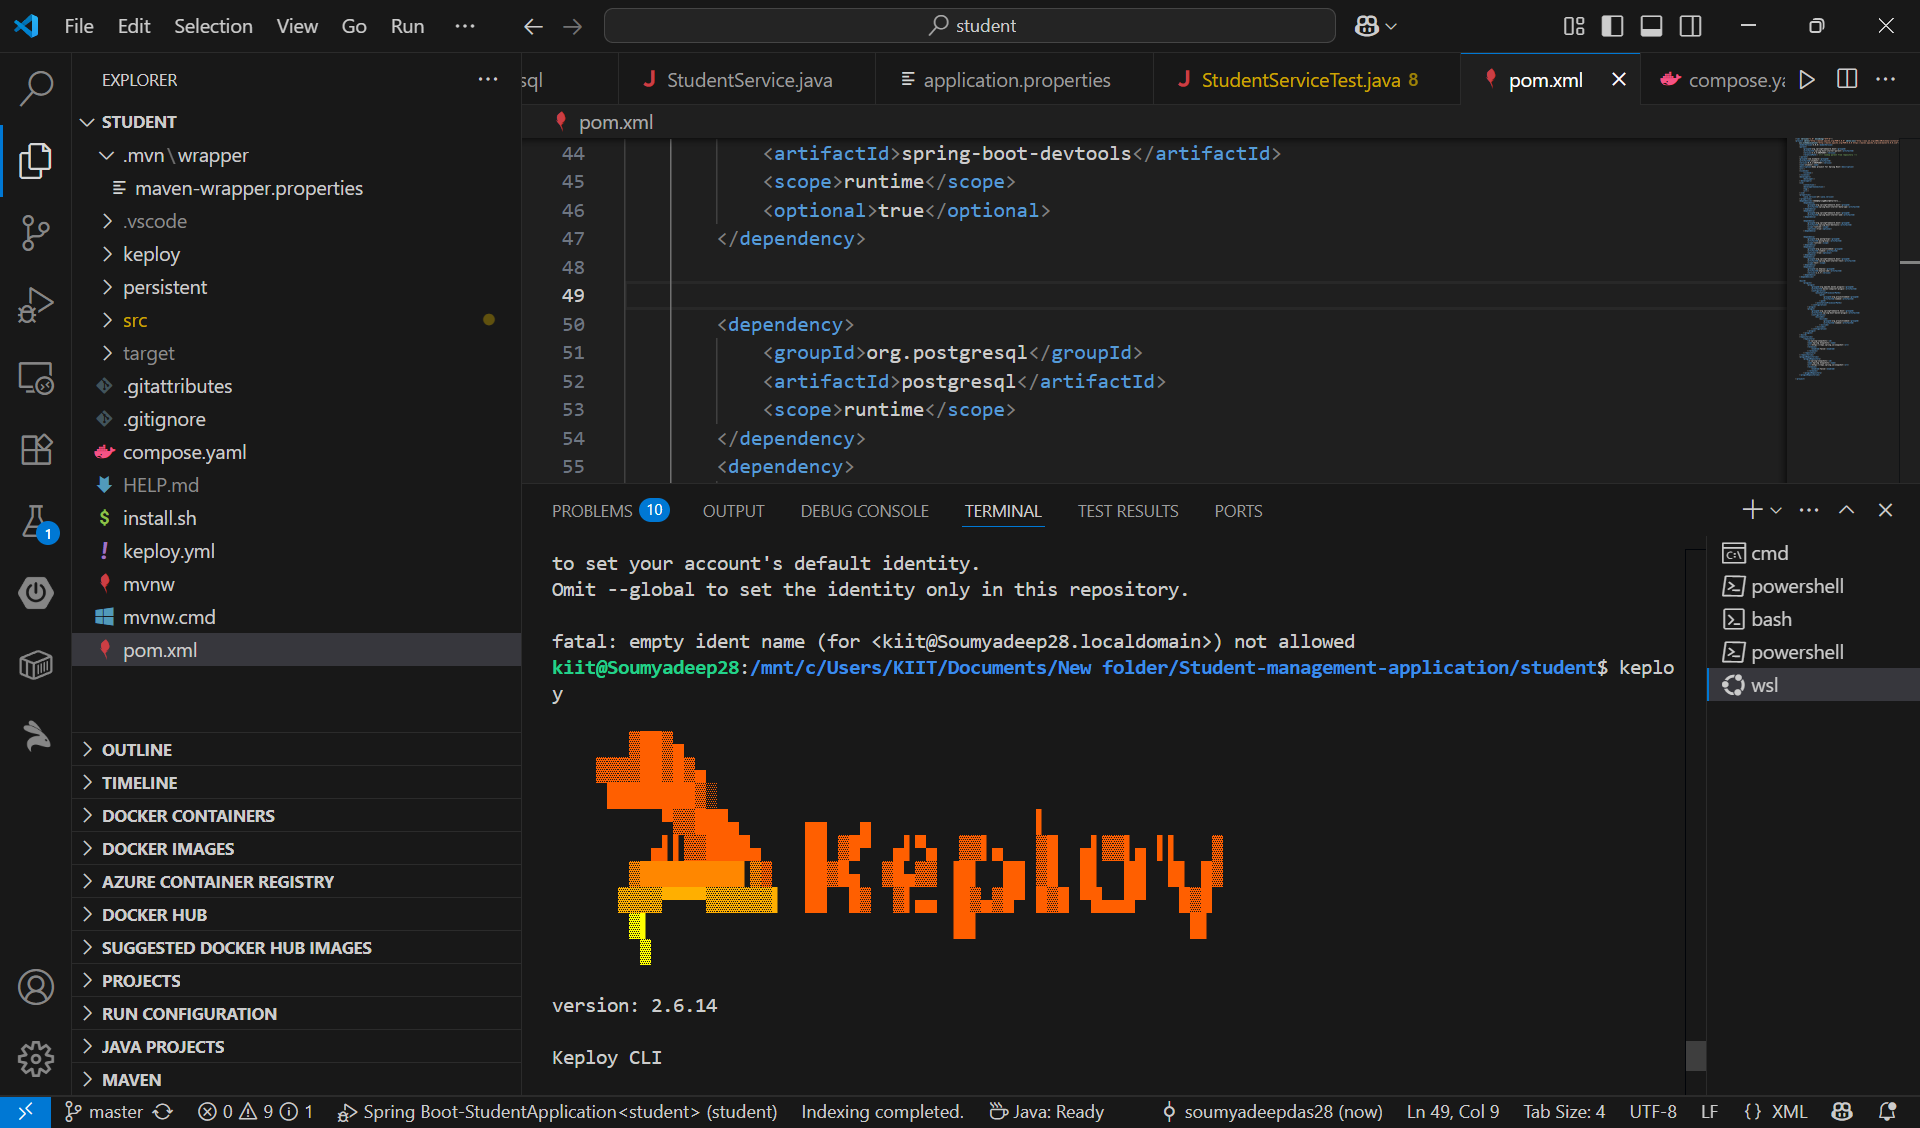 File Edit Selection View Go Run ··· student
EXPLORER ···
STUDENT
.mvn\wrapper
maven-wrapper.properties
.vscode
keploy
persistent
src
target
.gitattributes
.gitignore
compose.yaml
HELP.md
$ install.sh
! keploy.yml
mvnw
mvnw.cmd
pom.xml
OUTLINE
TIMELINE
DOCKER CONTAINERS
DOCKER IMAGES
AZURE CONTAINER REGISTRY
DOCKER HUB
SUGGESTED DOCKER HUB IMAGES
PROJECTS
RUN CONFIGURATION
JAVA PROJECTS
MAVEN
1
sql J StudentService.java application.properties J StudentServiceTest.java 8 pom.xml compose.ya
pom.xml
44 <artifactId>spring-boot-devtools</artifactId>
45 <scope>runtime</scope>
46 <optional>true</optional>
47 </dependency>
48
49
50 <dependency>
51 <groupId>org.postgresql</groupId>
52 <artifactId>postgresql</artifactId>
53 <scope>runtime</scope>
54 </dependency>
55 <dependency>
PROBLEMS 10 OUTPUT DEBUG CONSOLE TERMINAL TEST RESULTS PORTS
to set your account's default identity.
Omit --global to set the identity only in this repository.
fatal: empty ident name (for <kiit@Soumyadeep28.localdomain>) not allowed
kiit@Soumyadeep28:/mnt/c/Users/KIIT/Documents/New folder/Student-management-application/student$ keplo
y
Keploy
version: 2.6.14
Keploy CLI
cmd
powershell
bash
powershell
wsl
master 0 9 1 Spring Boot-StudentApplication<student> (student) Indexing completed. Java: Ready soumyadeepdas28 (now) Ln 49, Col 9 Tab Size: 4 UTF-8 LF {} XML